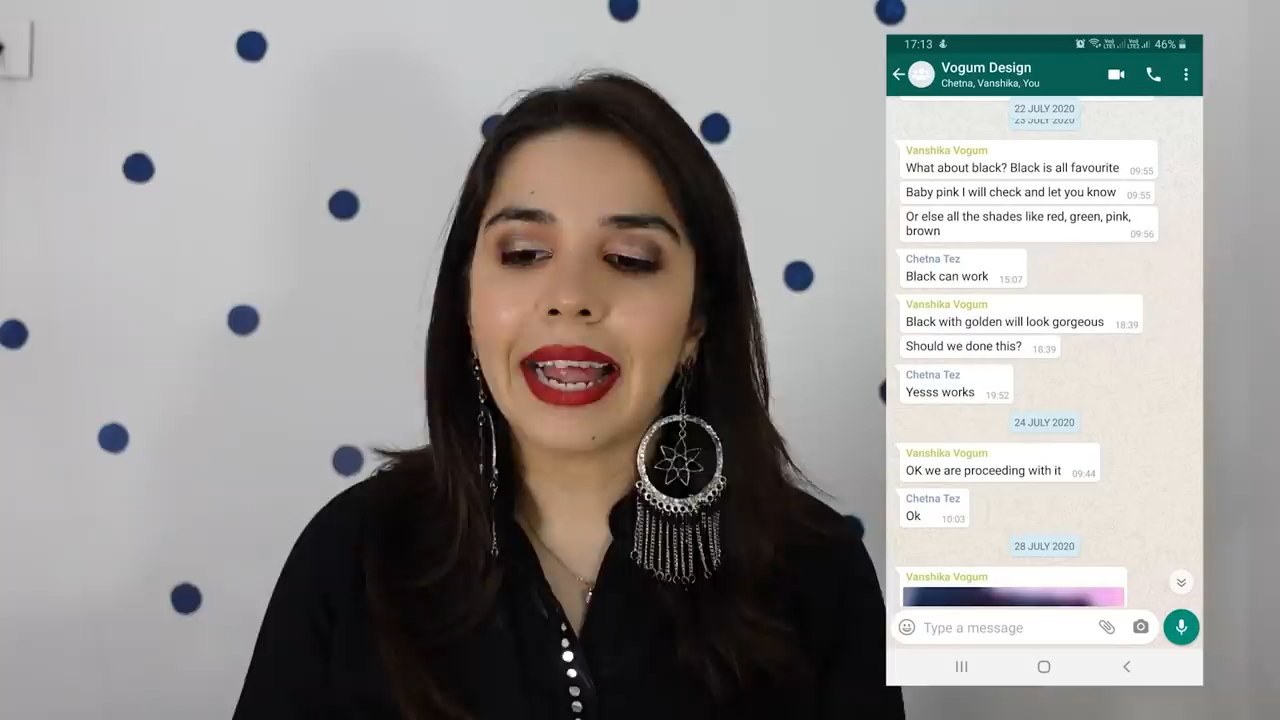 17:13
46%
Vogum Design
Chetna, Vanshika, You
22 JULY 2020
23 JULY 2020
Vanshika Vogum
What about black? Black is all favourite 09:55
Baby pink I will check and let you know 09:55
Or else all the shades like red, green, pink,
brown 09:56
Chetna Tez
Black can work 15:07
Vanshika Vogum
Black with golden will look gorgeous 18:39
Should we done this? 18:39
Chetna Tez
Yesss works 19:52
24 JULY 2020
Vanshika Vogum
OK we are proceeding with it 09:44
Chetna Tez
Ok 10:03
28 JULY 2020
Vanshika Vogum
Type a message